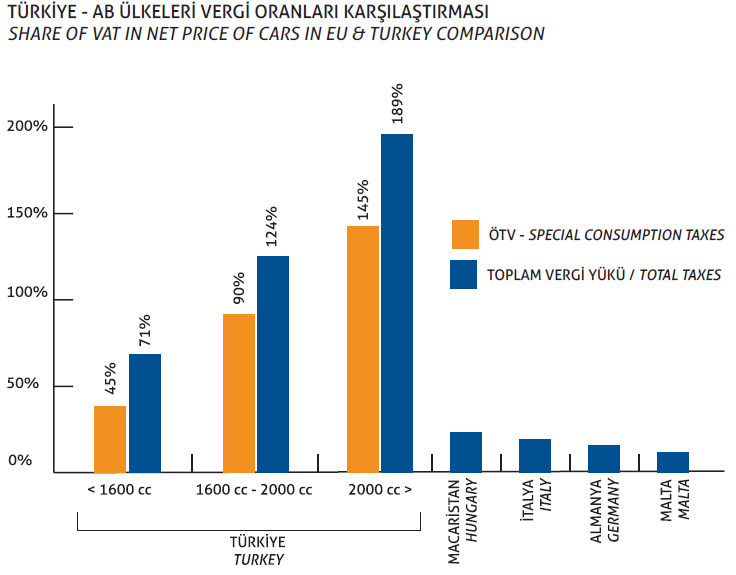 TÜRKİYE - AB ÜLKELERİ VERGİ ORANLARI KARŞILAŞTIRMASI
SHARE OF VAT IN NET PRICE OF CARS IN EU & TURKEY COMPARISON
200%
150%
100%
50%
0%
45%
71%
90%
124%
145%
189%
ÖTV - SPECIAL CONSUMPTION TAXES
TOPLAM VERGİ YÜKÜ / TOTAL TAXES
< 1600 cc
1600 cc - 2000 cc
2000 cc >
MACARİSTAN
HUNGARY
İTALYA
ITALY
ALMANYA
GERMANY
MALTA
MALTA
TÜRKİYE
TURKEY